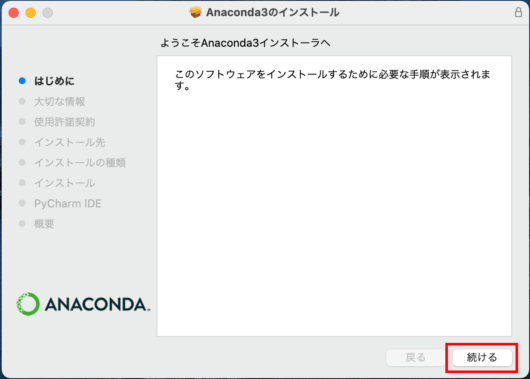 Anaconda3のインストール
ようこそAnaconda3インストーラへ
はじめに
大切な情報
使用許諾契約
インストール先
インストールの種類
インストール
PyCharm IDE
概要
このソフトウェアをインストールするために必要な手順が表示されま
す。
ANACONDA.
戻る
続ける